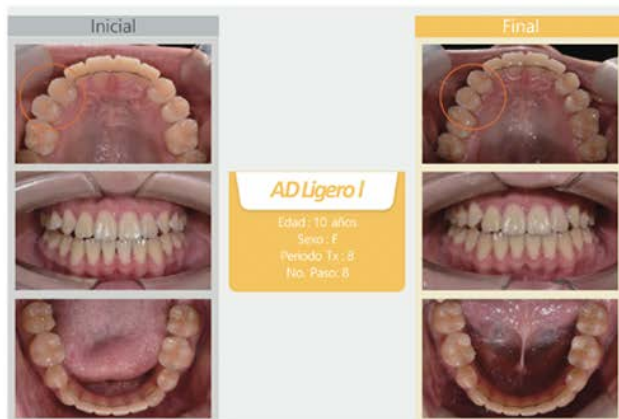 Inicial
Final
AD Ligero I
Edad : 10 años
Sexo : F
Periodo Tx : 8
No. Paso: 8